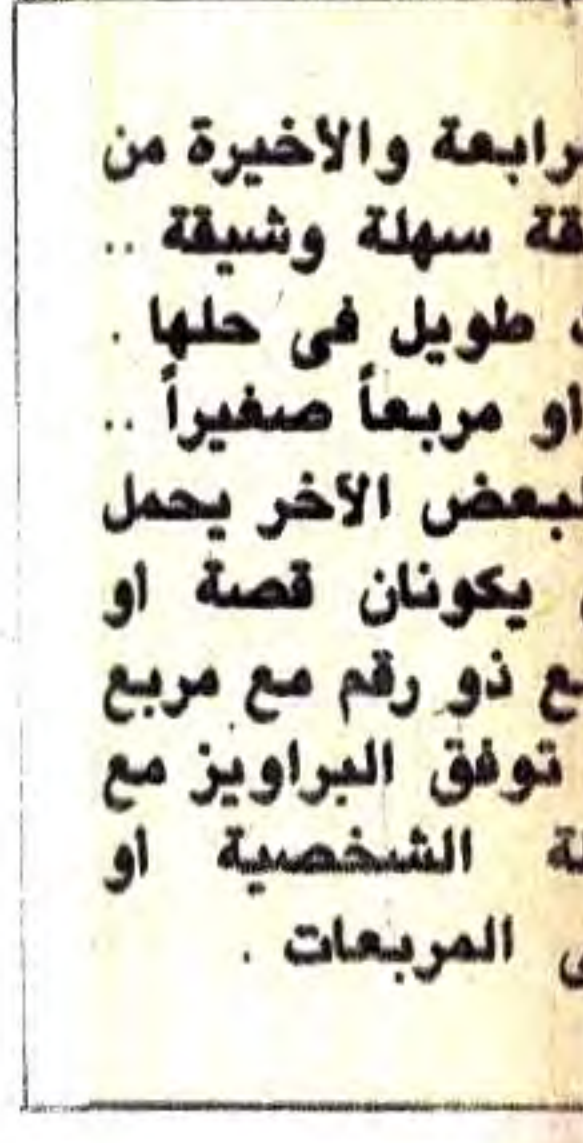 رابعة والأخيرة من
قة سهلة وشيقة ..
طويل فى حلها .
او مربعاً صغيراً ..
لبعض الآخر يحمل
يكونان قصة او
ع ذو رقم مع مربع
توفق البراويز مع
ة الشخصية او
المربعات .